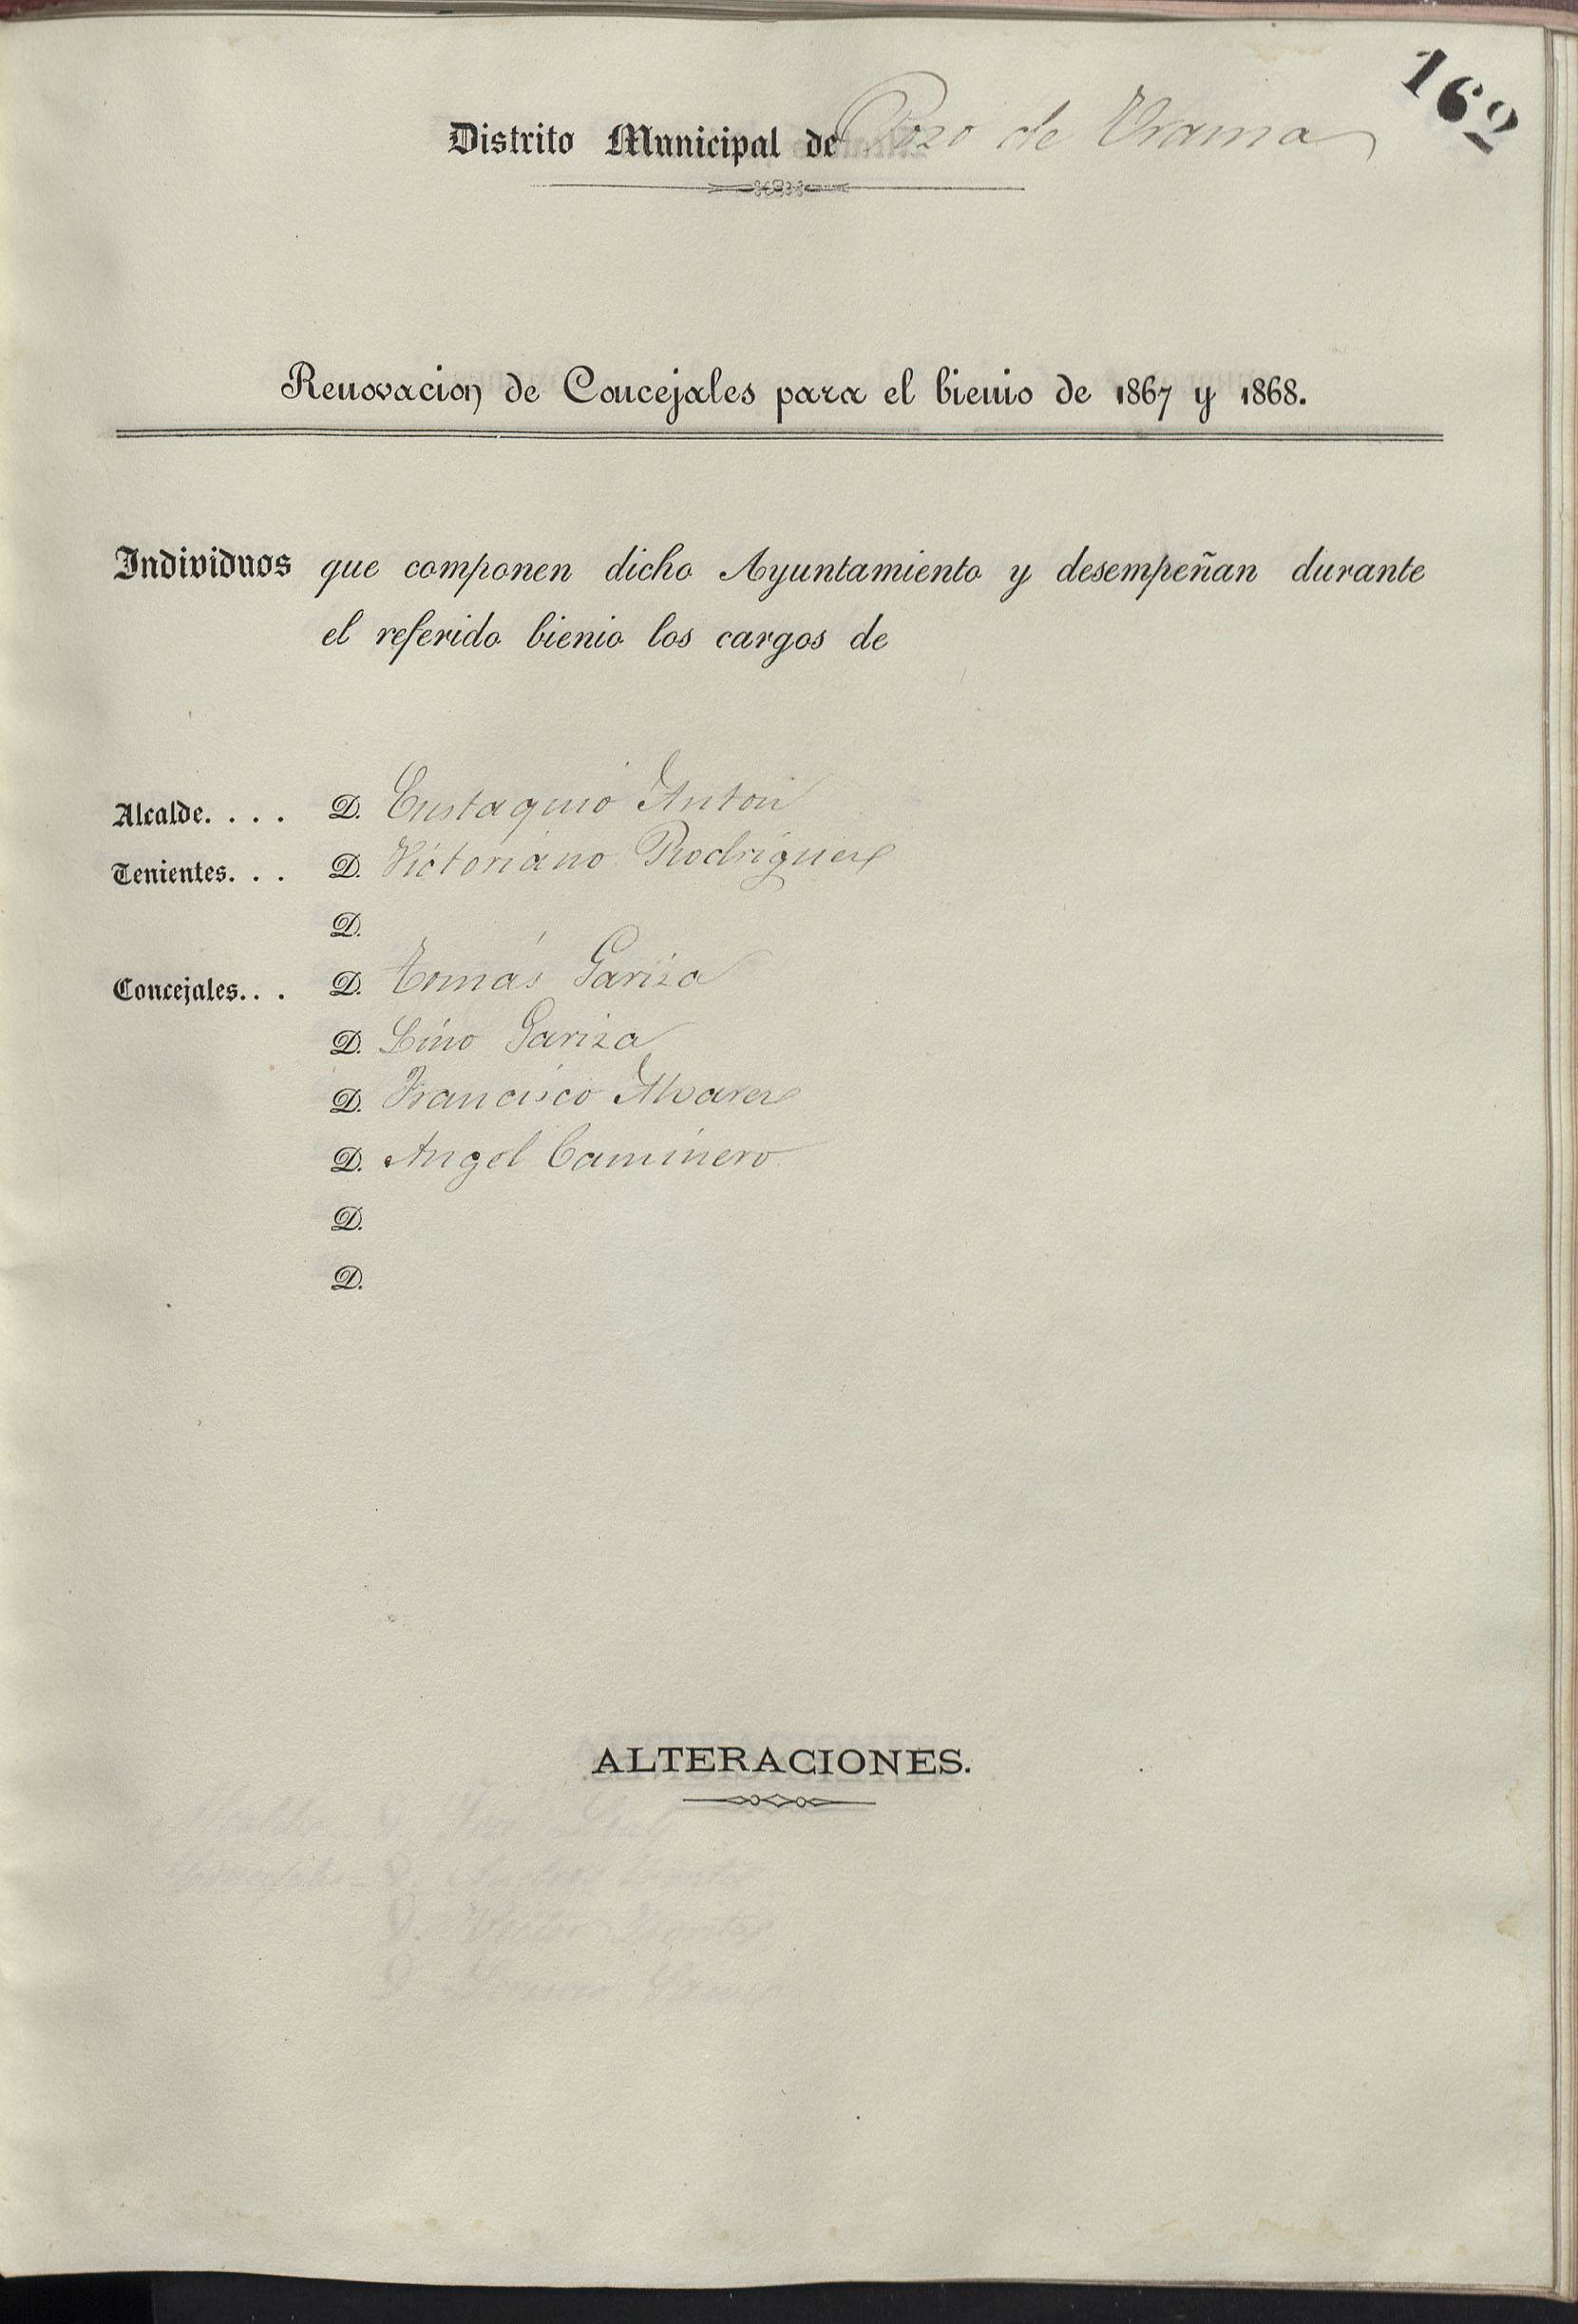 162
Distrito Municipal de Pozo de Urama
Renovacion de Concejales para el bienio de 1867 y 1868.
Individuos que componen dicho Ayuntamiento y desempeñan durante
el referido bienio los cargos de
Alcalde. . . . D. Eustaquio Anton
Tenientes. . . D. Victoriano Rodriguez
D.
Concejales. . . D. Tomás Gariza
D. Lino Gariza
D. Francisco Alvarez
D. Angel Caminero
D.
D.
ALTERACIONES.